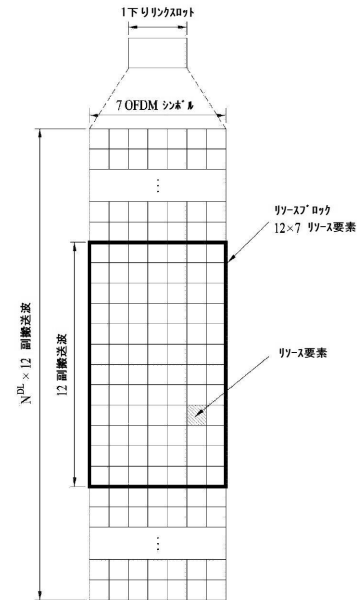 1下りリンクスロット
7 OFDM シンボル
⋮
リソースブロック
12×7 リソース要素
リソース要素
12 副搬送波
N^DL × 12 副搬送波
⋮